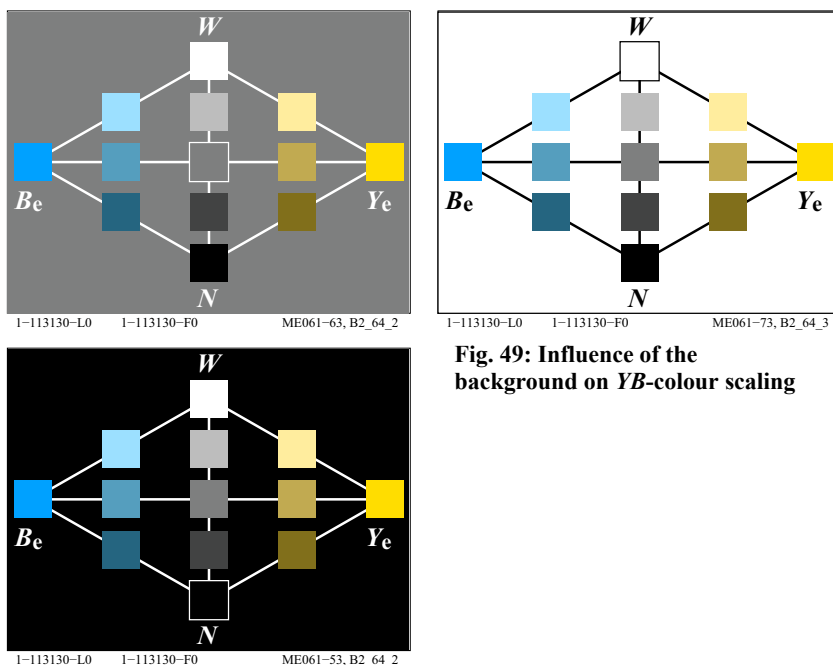 W
Be
Ye
N
1−113130−L0 1−113130−F0 ME061−63, B2_64_2
W
Be
Ye
N
1−113130−L0 1−113130−F0 ME061−73, B2_64_3
Fig. 49: Influence of the
background on YB-colour scaling
W
Be
Ye
N
1−113130−L0 1−113130−F0 ME061−53, B2_64_2